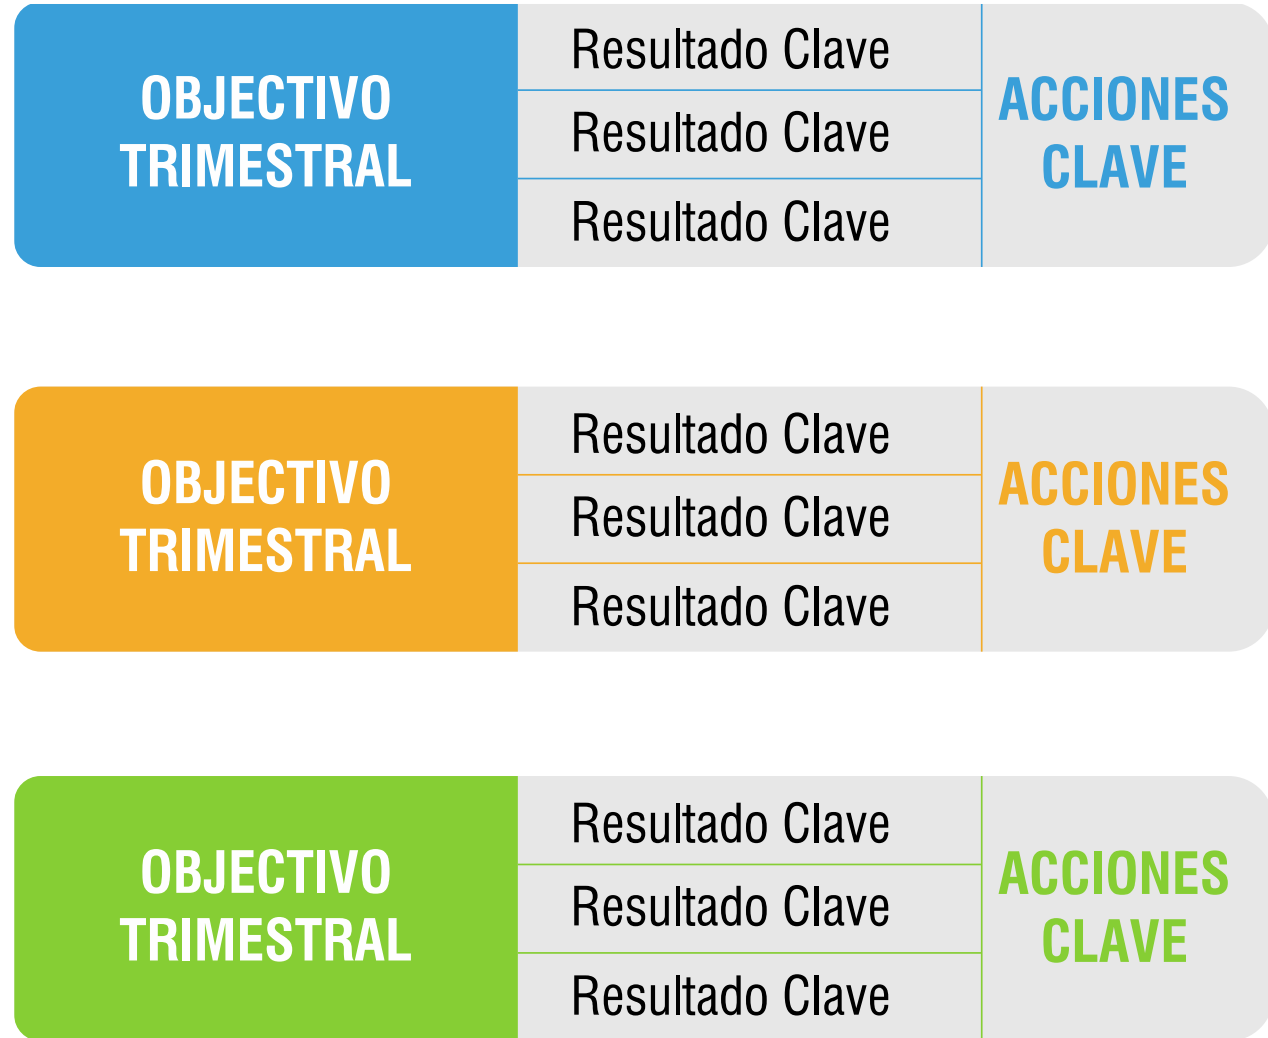 OBJECTIVO
TRIMESTRAL
Resultado Clave
Resultado Clave
Resultado Clave
ACCIONES
CLAVE
OBJECTIVO
TRIMESTRAL
Resultado Clave
Resultado Clave
Resultado Clave
ACCIONES
CLAVE
OBJECTIVO
TRIMESTRAL
Resultado Clave
Resultado Clave
Resultado Clave
ACCIONES
CLAVE